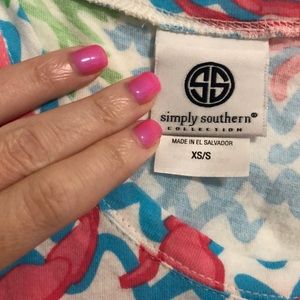 SS
simply southern®
COLLECTION
MADE IN EL SALVADOR
XS/S